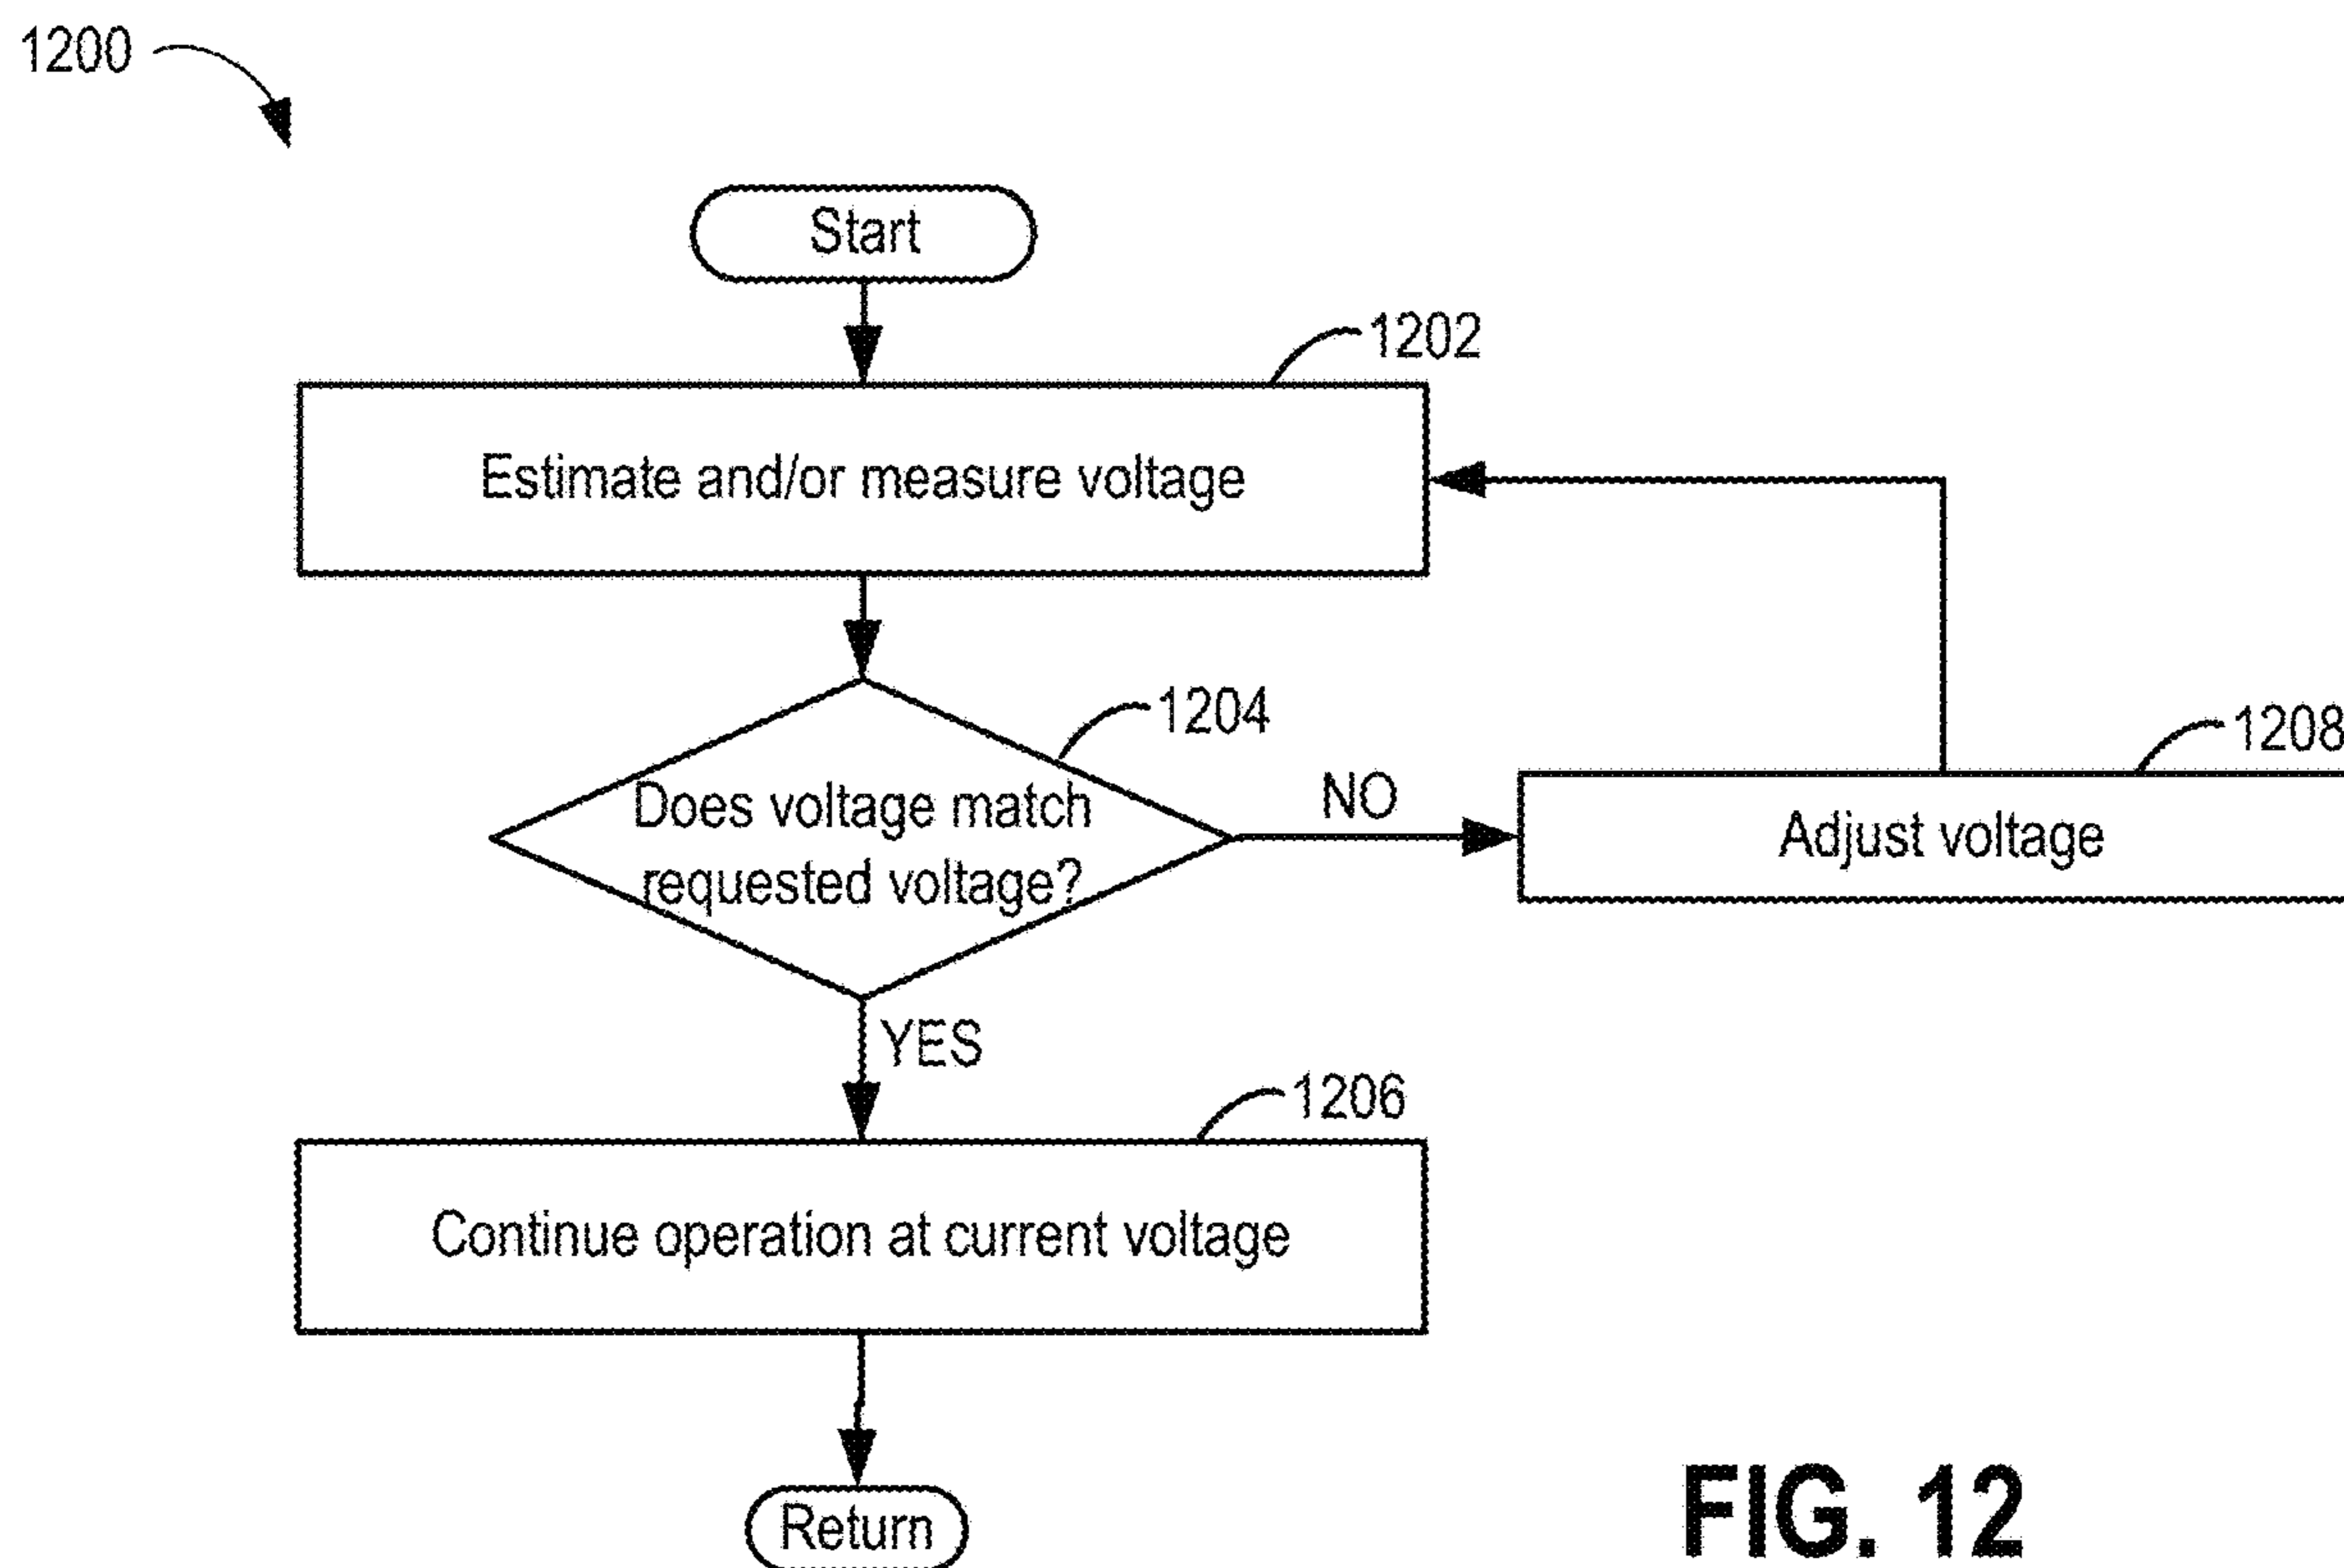 1200
Start
1202
Estimate and/or measure voltage
1204
Does voltage match
requested voltage?
NO
1208
Adjust voltage
YES
1206
Continue operation at current voltage
Return
FIG. 12